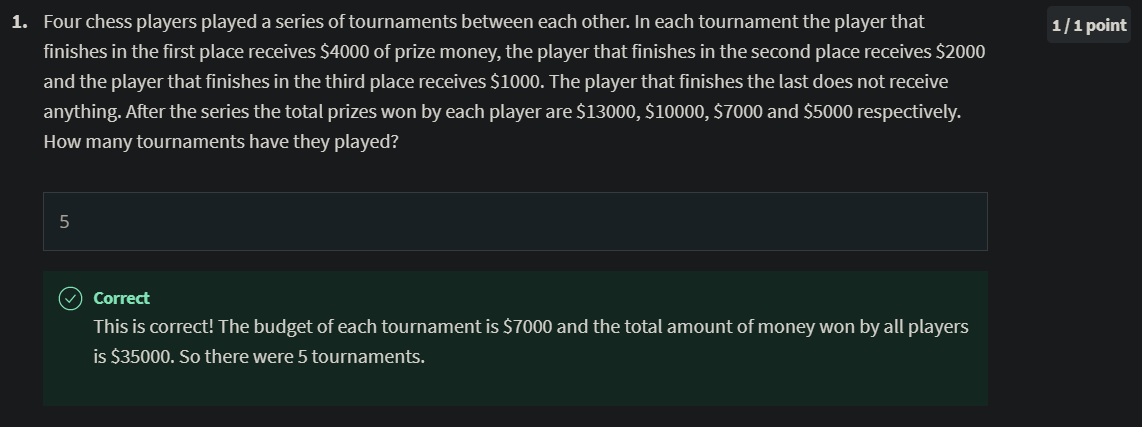 1. Four chess players played a series of tournaments between each other. In each tournament the player that 1 / 1 point
finishes in the first place receives $4000 of prize money, the player that finishes in the second place receives $2000
and the player that finishes in the third place receives $1000. The player that finishes the last does not receive
anything. After the series the total prizes won by each player are $13000, $10000, $7000 and $5000 respectively.
How many tournaments have they played?
5
Correct
This is correct! The budget of each tournament is $7000 and the total amount of money won by all players
is $35000. So there were 5 tournaments.